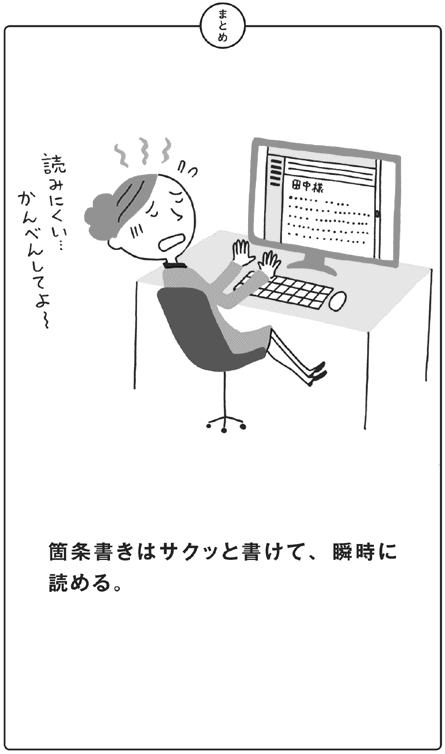 まとめ
読みにくい…
かんべんしてよ〜
田中様
箇条書きはサクッと書けて、瞬時に
読める。